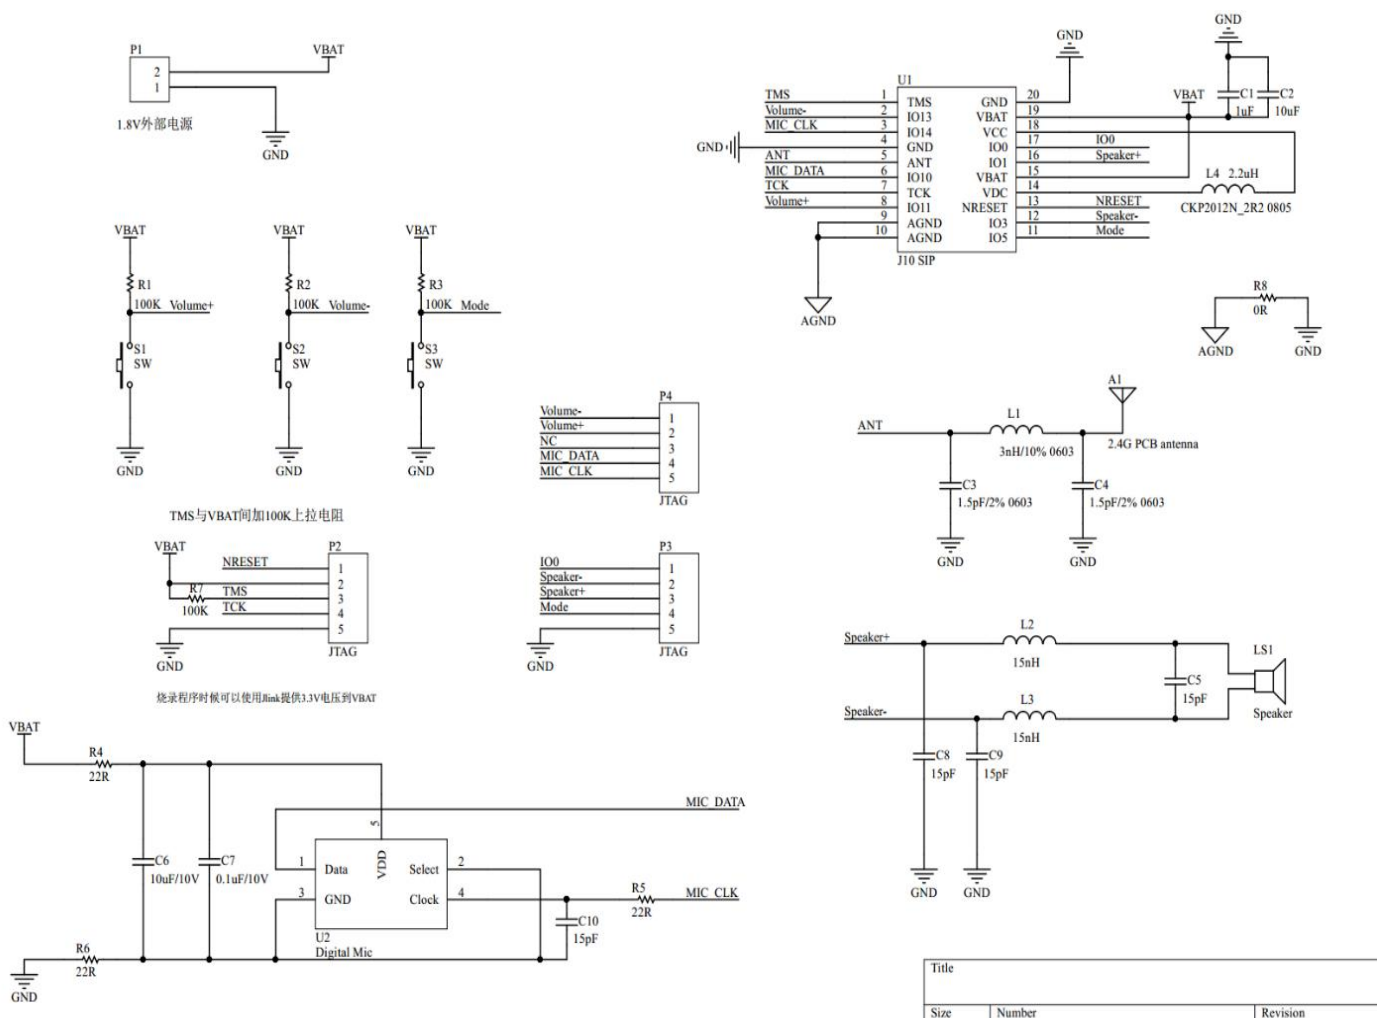 P1
VBAT
2
1
1.8V外部电源
GND
GND
GND
U1
TMS 1 TMS GND 20
Volume- 2 IO13 VBAT 19 VBAT
C1
1uF
C2
10uF
MIC_CLK 3 IO14 VCC 18
GND 4 GND IO0 17 IO0
ANT 5 ANT IO1 16 Speaker+
MIC_DATA 6 IO10 VBAT 15
TCK 7 TCK VDC 14
L4 2.2uH
CKP2012N_2R2 0805
Volume+ 8 IO11 NRESET 13 NRESET
9 AGND IO3 12 Speaker-
10 AGND IO5 11 Mode
J10 SIP
AGND
R8
0R
AGND
GND
VBAT
R1
100K Volume+
S1
SW
GND
VBAT
R2
100K Volume-
S2
SW
GND
VBAT
R3
100K Mode
S3
SW
GND
P4
Volume- 1
Volume+ 2
NC 3
MIC_DATA 4
MIC_CLK 5
JTAG
A1
ANT
L1
3nH/10% 0603
2.4G PCB antenna
C3
1.5pF/2% 0603
C4
1.5pF/2% 0603
GND
GND
TMS与VBAT间加100K上拉电阻
VBAT
P2
NRESET 1
2
R7
100K
TMS 3
TCK 4
5
GND
JTAG
P3
IO0 1
Speaker- 2
Speaker+ 3
Mode 4
5
GND
JTAG
烧录程序时候可以使用Jlink提供3.3V电压到VBAT
Speaker+
L2
15nH
LS1
C5
15pF
Speaker
Speaker-
L3
15nH
C8
15pF
C9
15pF
GND
GND
VBAT
R4
22R
MIC_DATA
5
C6
10uF/10V
C7
0.1uF/10V
1 Data VDD Select 2
3 GND Clock 4
R5
22R
MIC_CLK
C10
15pF
U2
Digital Mic
R6
22R
GND
Title
Size Number Revision